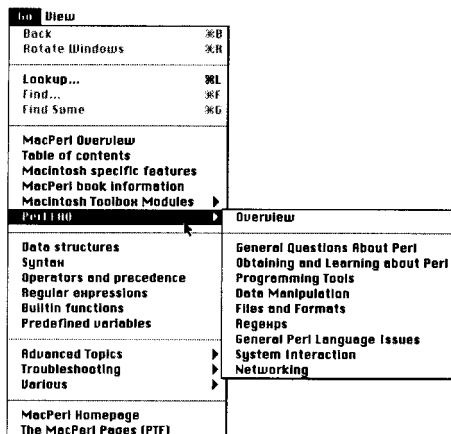 Go View
Back ⌘B
Rotate Windows ⌘R
Lookup... ⌘L
Find... ⌘F
Find Same ⌘G
MacPerl Overview
Table of contents
Macintosh specific features
MacPerl book information
Macintosh Toolbox Modules
Perl FAQ
Data structures
Syntax
Operators and precedence
Regular expressions
Builtin functions
Predefined variables
Advanced Topics
Troubleshooting
Various
MacPerl Homepage
The MacPerl Pages (PTF)
Overview
General Questions About Perl
Obtaining and Learning about Perl
Programming Tools
Data Manipulation
Files and Formats
Regexps
General Perl Language Issues
System Interaction
Networking